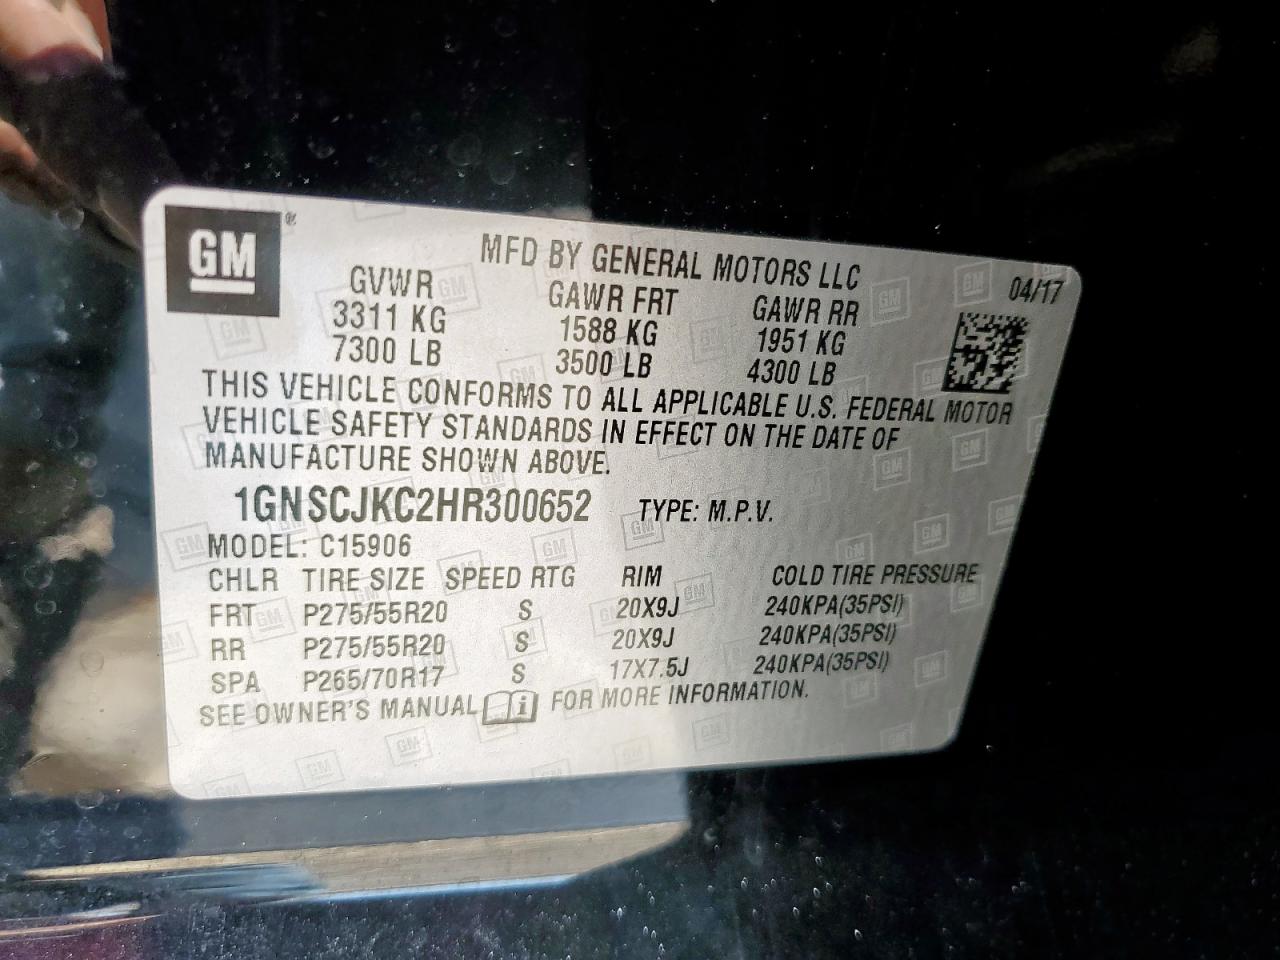 GM®
MFD BY GENERAL MOTORS LLC 04/17
GVWR GAWR FRT GAWR RR
3311 KG 1588 KG 1951 KG
7300 LB 3500 LB 4300 LB
THIS VEHICLE CONFORMS TO ALL APPLICABLE U.S. FEDERAL MOTOR
VEHICLE SAFETY STANDARDS IN EFFECT ON THE DATE OF
MANUFACTURE SHOWN ABOVE.
1GNSCJKC2HR300652 TYPE: M.P.V.
MODEL: C15906
CHLR TIRE SIZE SPEED RTG RIM COLD TIRE PRESSURE
FRT P275/55R20 S 20X9J 240KPA(35PSI)
RR P275/55R20 S 20X9J 240KPA(35PSI)
SPA P265/70R17 S 17X7.5J 240KPA(35PSI)
SEE OWNER'S MANUAL FOR MORE INFORMATION.